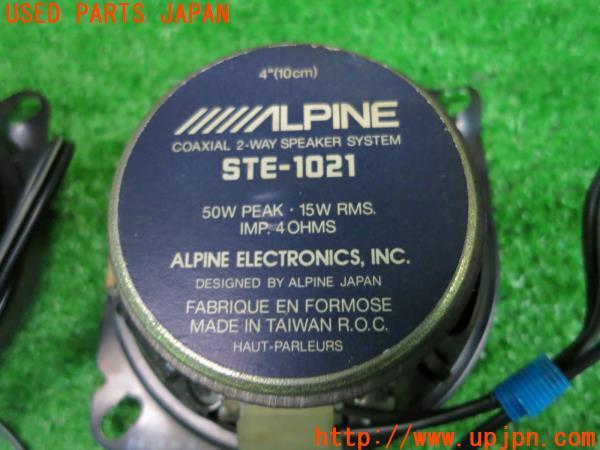 USED PARTS JAPAN
4"(10cm)
ALPINE
COAXIAL 2-WAY SPEAKER SYSTEM
STE-1021
50W PEAK · 15W RMS.
IMP. 4 OHMS
ALPINE ELECTRONICS, INC.
DESIGNED BY ALPINE JAPAN
FABRIQUE EN FORMOSE
MADE IN TAIWAN R.O.C.
HAUT-PARLEURS
http://www.upjpn.com